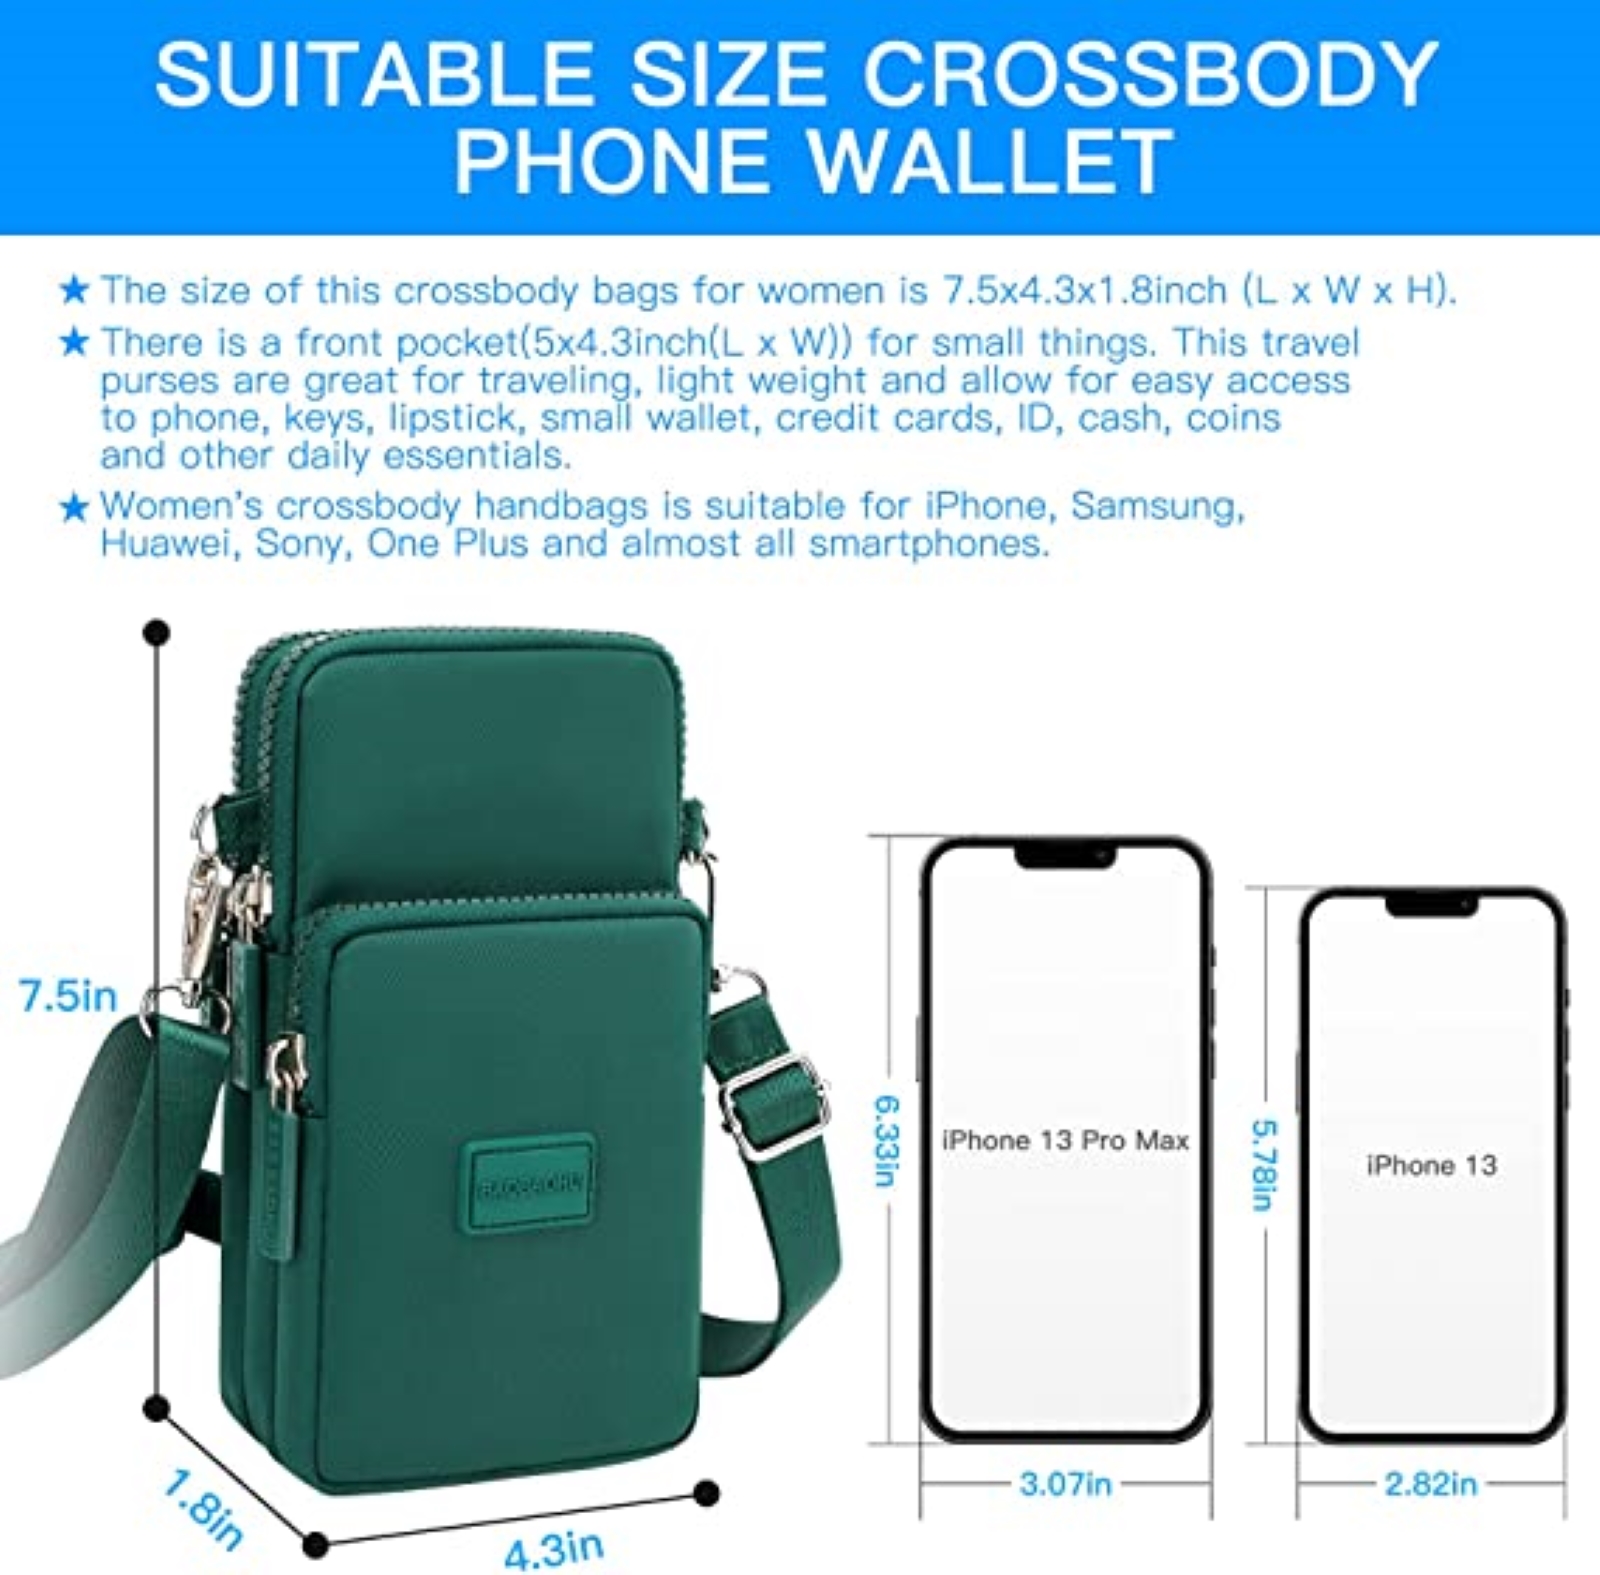 SUITABLE SIZE CROSSBODY
PHONE WALLET
★ The size of this crossbody bags for women is 7.5x4.3x1.8inch (L x W x H).
★ There is a front pocket(5x4.3inch(L x W)) for small things. This travel
purses are great for traveling, light weight and allow for easy access
to phone, keys, lipstick, small wallet, credit cards, ID, cash, coins
and other daily essentials.
★ Women's crossbody handbags is suitable for iPhone, Samsung,
Huawei, Sony, One Plus and almost all smartphones.
7.5in
1.8in
4.3in
6.33in
iPhone 13 Pro Max
3.07in
5.78in
iPhone 13
2.82in